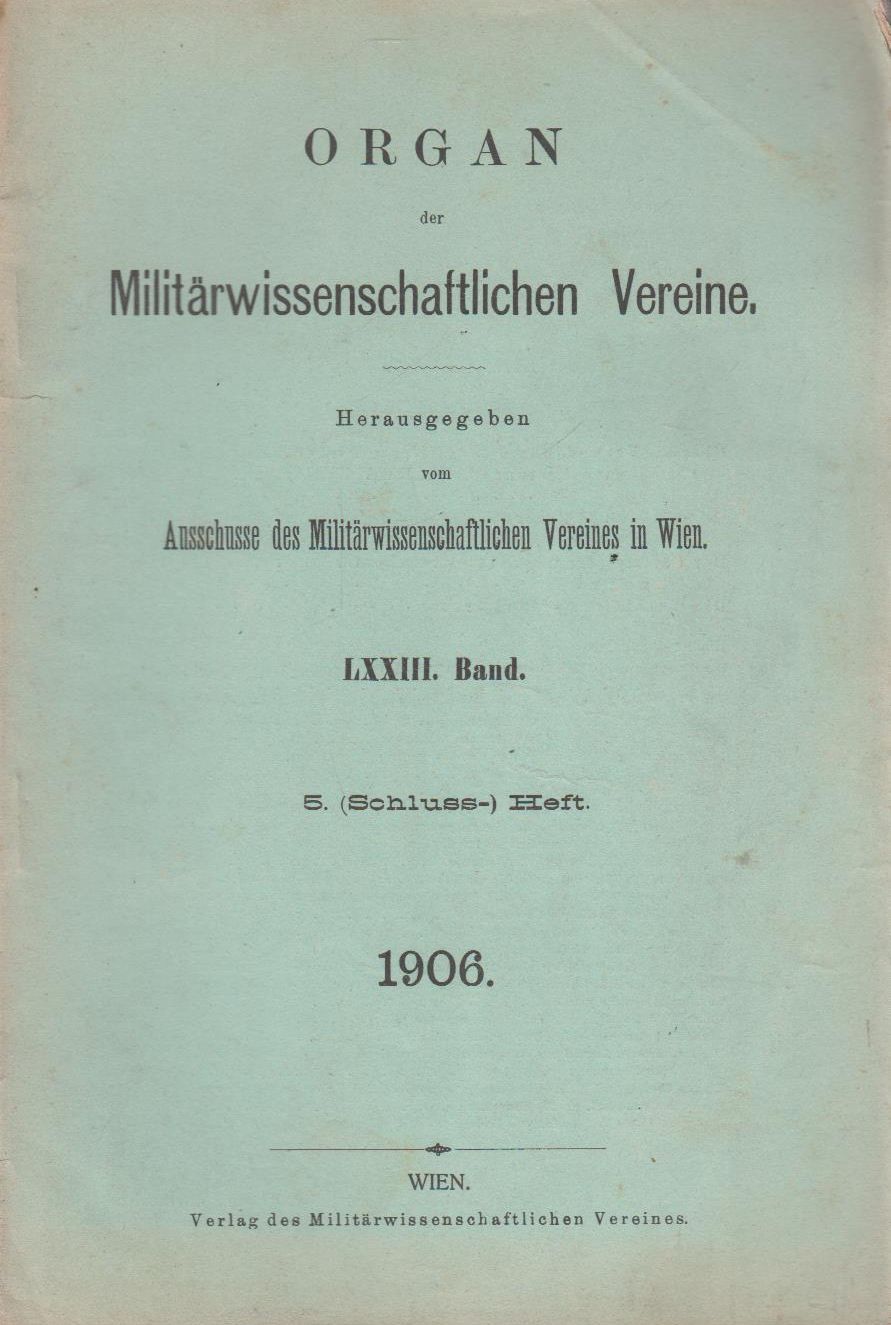 ORGAN
der
Militärwissenschaftlichen Vereine.
Herausgegeben
vom
Ausschusse des Militärwissenschaftlichen Vereines in Wien.
LXXIII. Band.
5. (Schluss-) Heft.
1906.
WIEN.
Verlag des Militärwissenschaftlichen Vereines.